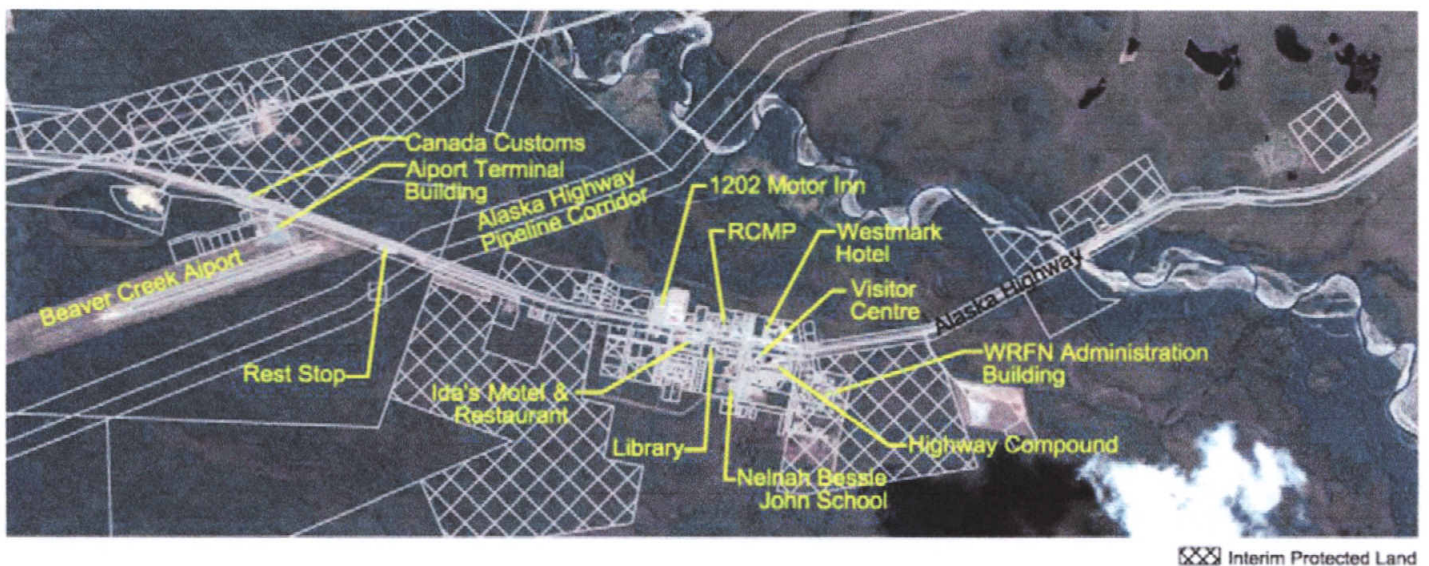 Canada Customs
Aiport Terminal
Building
Alaska Highway
Pipeline Corridor
1202 Motor Inn
RCMP
Westmark
Hotel
Visitor
Centre
Beaver Creek Aiport
Alaska Highway
Rest Stop
WRFN Administration
Building
Ida's Motel &
Restaurant
Library
Highway Compound
Nelnah Bessie
John School
Interim Protected Land